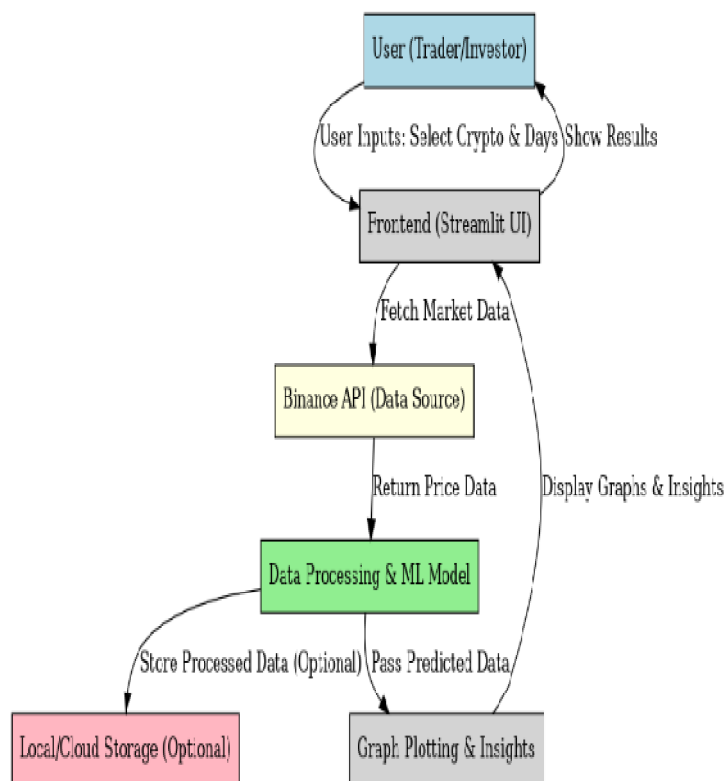 User (Trader/Investor)
User Inputs: Select Crypto & Days
Show Results
Frontend (Streamlit UI)
Fetch Market Data
Binance API (Data Source)
Return Price Data
Display Graphs & Insights
Data Processing & ML Model
Store Processed Data (Optional)
Pass Predicted Data
Local/Cloud Storage (Optional)
Graph Plotting & Insights